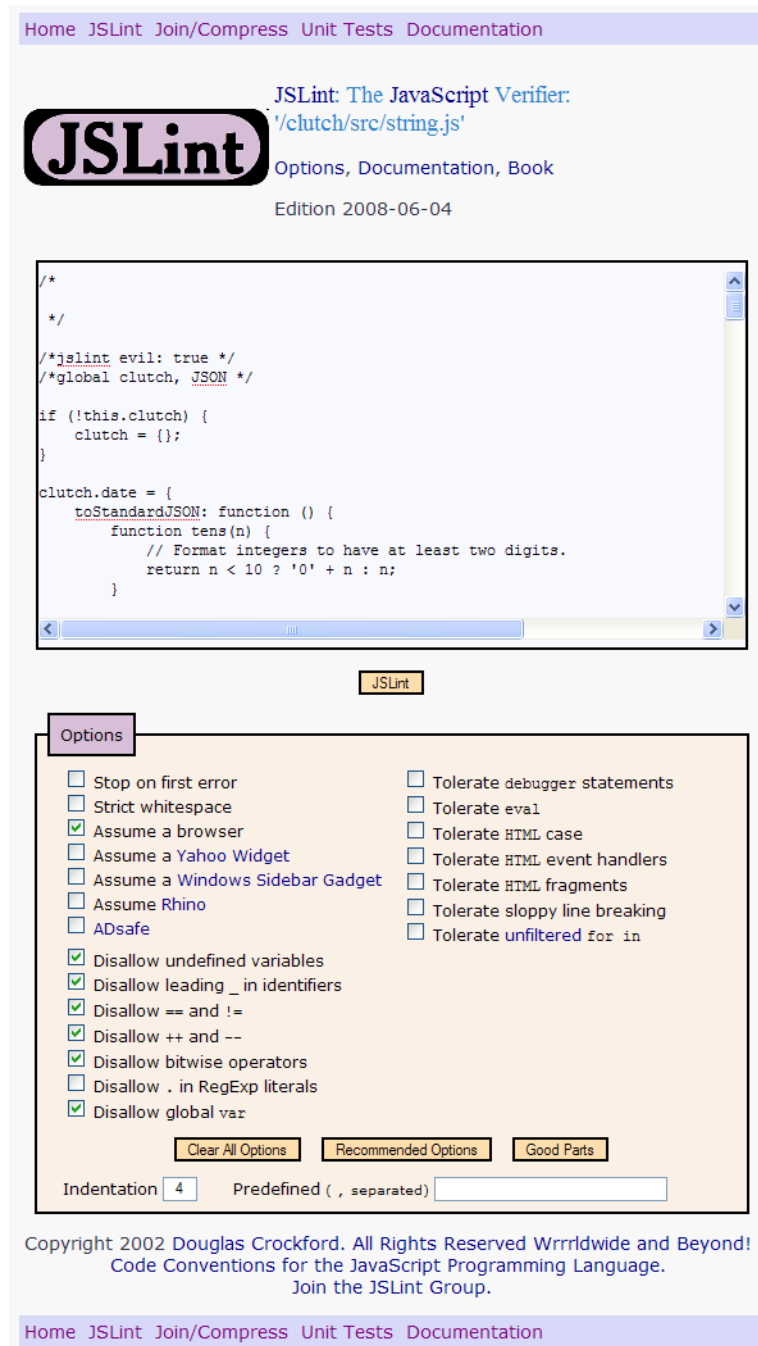 Home JSLint Join/Compress Unit Tests Documentation
JSLint
JSLint: The JavaScript Verifier:
'/clutch/src/string.js'
Options, Documentation, Book
Edition 2008-06-04
/*
*/
/*jslint evil: true */
/*global clutch, JSON */
if (!this.clutch) {
    clutch = {};
}
clutch.date = {
    toStandardJSON: function () {
        function tens(n) {
            // Format integers to have at least two digits.
            return n < 10 ? '0' + n : n;
        }
JSLint
Options
Stop on first error
Strict whitespace
Assume a browser
Assume a Yahoo Widget
Assume a Windows Sidebar Gadget
Assume Rhino
ADsafe
Disallow undefined variables
Disallow leading _ in identifiers
Disallow == and !=
Disallow ++ and --
Disallow bitwise operators
Disallow . in RegExp literals
Disallow global var
Tolerate debugger statements
Tolerate eval
Tolerate HTML case
Tolerate HTML event handlers
Tolerate HTML fragments
Tolerate sloppy line breaking
Tolerate unfiltered for in
Clear All Options Recommended Options Good Parts
Indentation 4 Predefined ( , separated)
Copyright 2002 Douglas Crockford. All Rights Reserved Wrrrldwide and Beyond!
Code Conventions for the JavaScript Programming Language.
Join the JSLint Group.
Home JSLint Join/Compress Unit Tests Documentation